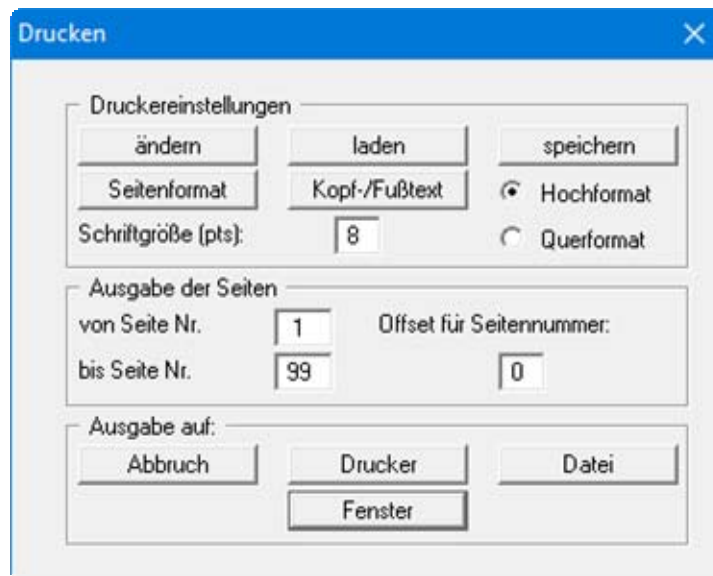 Drucken
Druckereinstellungen
ändern laden speichern
Seitenformat Kopf-/Fußtext Hochformat
Schriftgröße (pts): 8 Querformat
Ausgabe der Seiten
von Seite Nr. 1 Offset für Seitennummer:
bis Seite Nr. 99 0
Ausgabe auf:
Abbruch Drucker Datei
Fenster